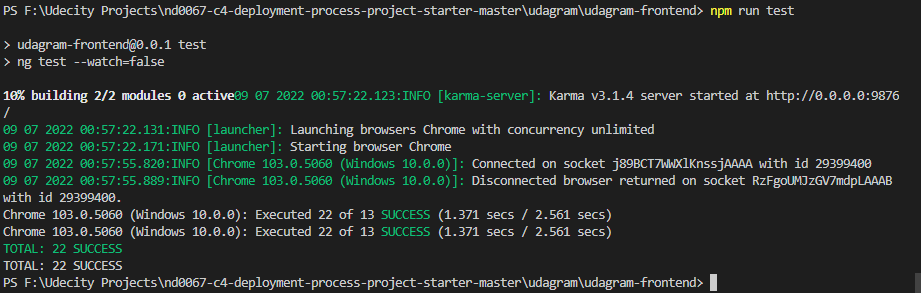 PS F:\Udecity Projects\nd0067-c4-deployment-process-project-starter-master\udagram\udagram-frontend> npm run test
> udagram-frontend@0.0.1 test
> ng test --watch=false
10% building 2/2 modules 0 active09 07 2022 00:57:22.123:INFO [karma-server]: Karma v3.1.4 server started at http://0.0.0.0:9876
/
09 07 2022 00:57:22.131:INFO [launcher]: Launching browsers Chrome with concurrency unlimited
09 07 2022 00:57:22.171:INFO [launcher]: Starting browser Chrome
09 07 2022 00:57:55.820:INFO [Chrome 103.0.5060 (Windows 10.0.0)]: Connected on socket j89BCT7WWXlKnssjAAAA with id 29399400
09 07 2022 00:57:55.889:INFO [Chrome 103.0.5060 (Windows 10.0.0)]: Disconnected browser returned on socket RzFgoUMJzGV7mdpLAAAB
with id 29399400.
Chrome 103.0.5060 (Windows 10.0.0): Executed 22 of 13 SUCCESS (1.371 secs / 2.561 secs)
Chrome 103.0.5060 (Windows 10.0.0): Executed 22 of 13 SUCCESS (1.371 secs / 2.561 secs)
TOTAL: 22 SUCCESS
TOTAL: 22 SUCCESS
PS F:\Udecity Projects\nd0067-c4-deployment-process-project-starter-master\udagram\udagram-frontend>